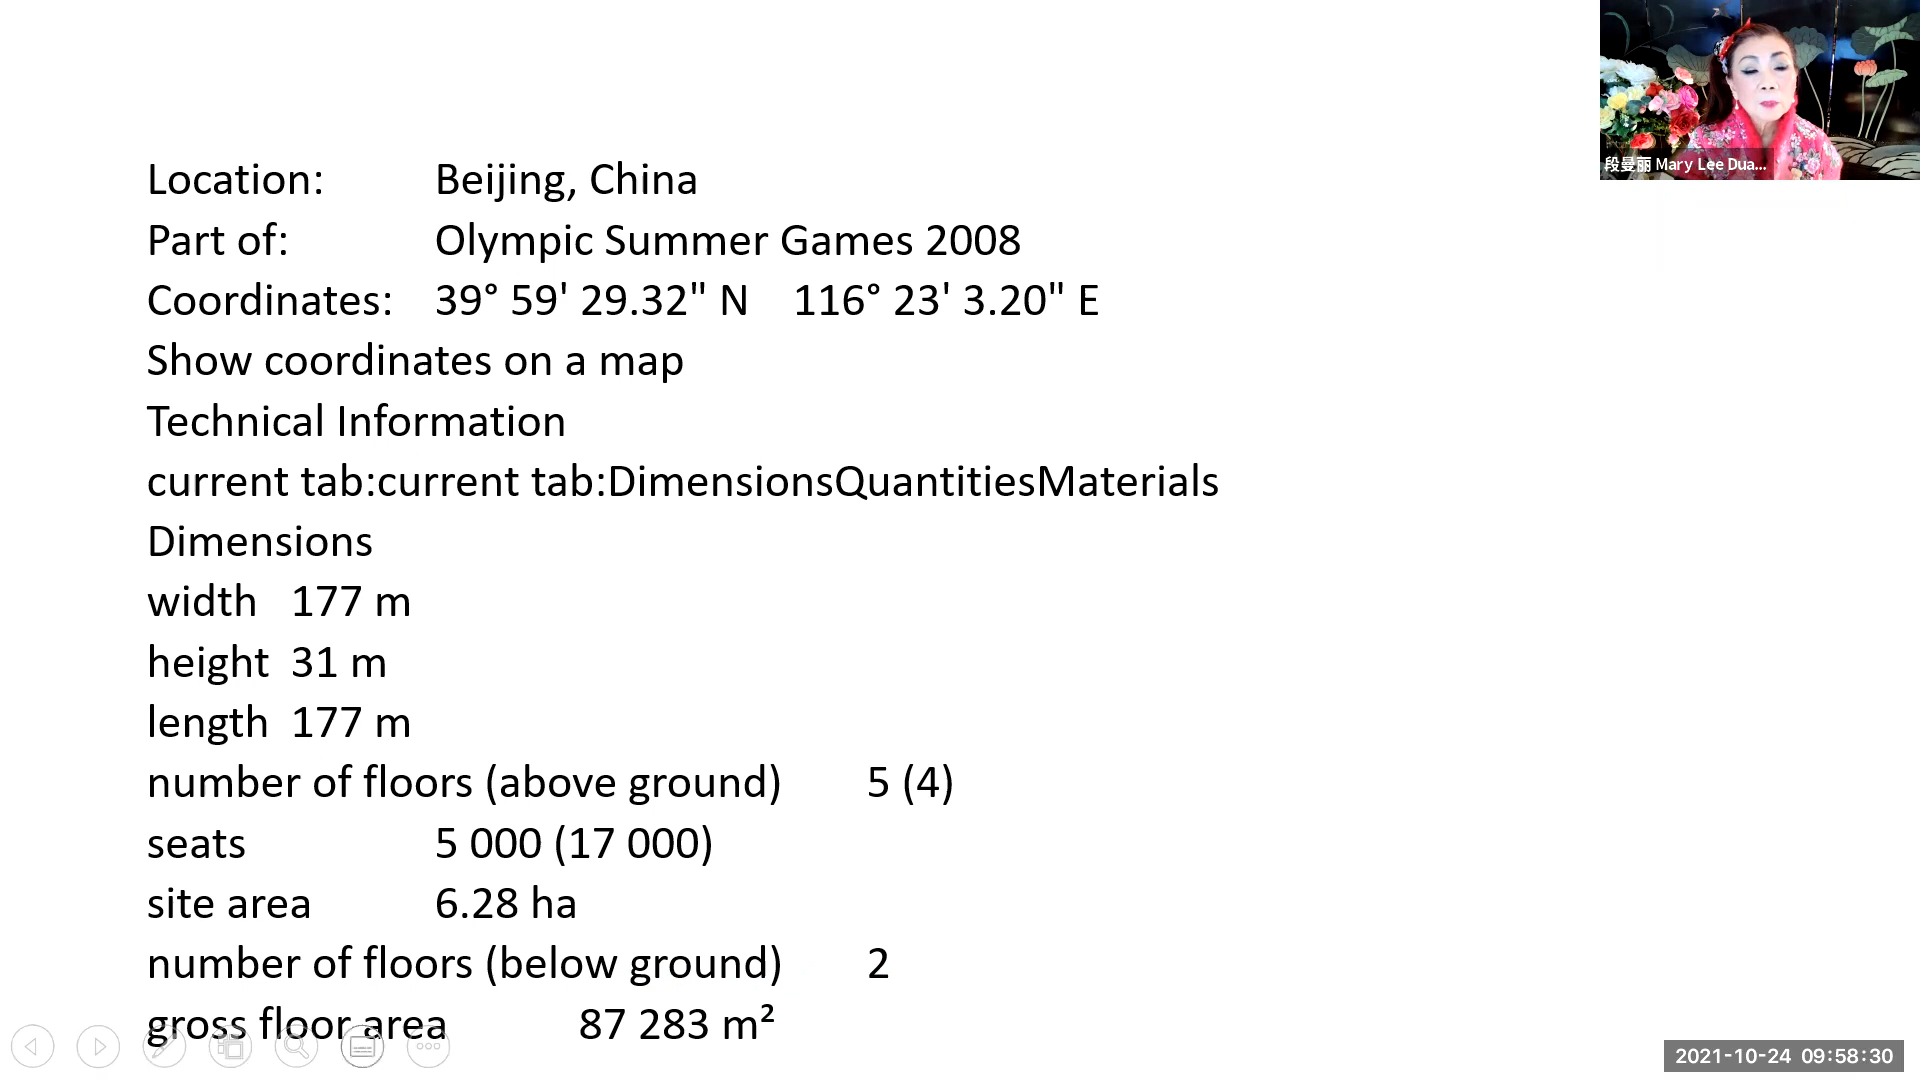 Location: Beijing, China
Part of: Olympic Summer Games 2008
Coordinates: 39° 59' 29.32" N 116° 23' 3.20" E
Show coordinates on a map
Technical Information
current tab:current tab:DimensionsQuantitiesMaterials
Dimensions
width 177 m
height 31 m
length 177 m
number of floors (above ground) 5 (4)
seats 5 000 (17 000)
site area 6.28 ha
number of floors (below ground) 2
gross floor area 87 283 m²
段曼丽 Mary Lee Dua...
2021-10-24 09:58:30